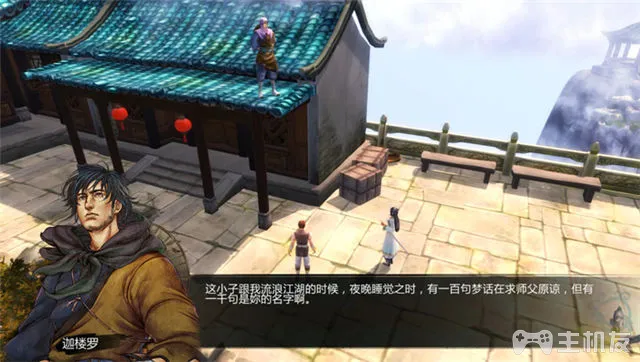 这小子跟我流浪江湖的时候，夜晚睡觉之时，有一百句梦话在求师父原谅，但有
一千句是妳的名字啊。
迦楼罗
主机友